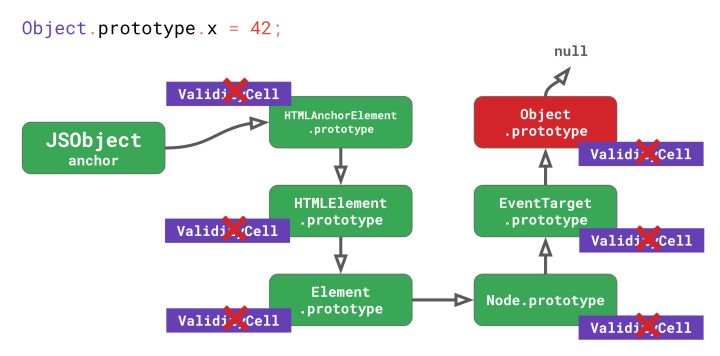 Object.prototype.x = 42;
null
ValidityCell
HTMLAnchorElement
.prototype
Object
.prototype
JSObject
anchor
ValidityCell
HTMLElement
.prototype
EventTarget
.prototype
ValidityCell
ValidityCell
Element
.prototype
Node.prototype
ValidityCell
ValidityCell